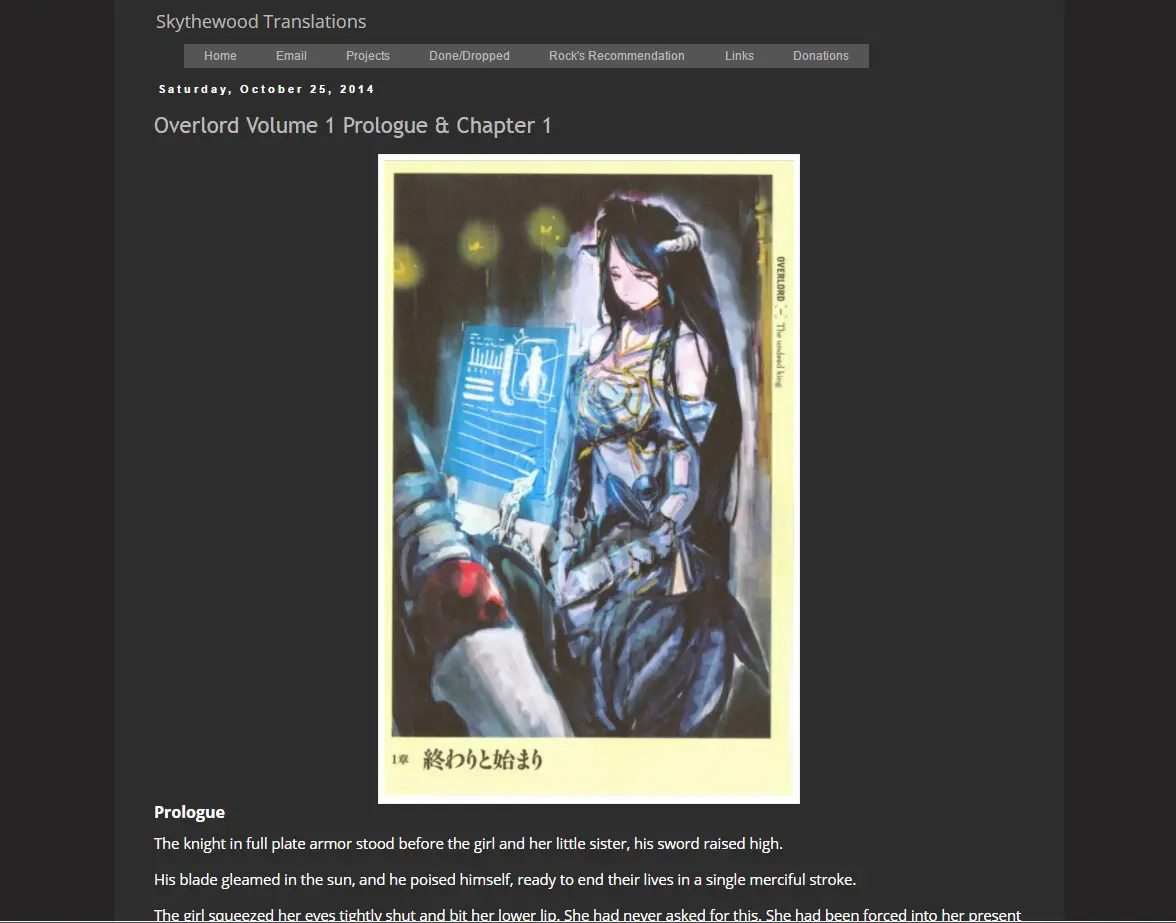 Skythewood Translations
Home Email Projects Done/Dropped Rock's Recommendation Links Donations
Saturday, October 25, 2014
Overlord Volume 1 Prologue & Chapter 1
OVERLORD The undead king
1章 終わりと始まり
Prologue
The knight in full plate armor stood before the girl and her little sister, his sword raised high.
His blade gleamed in the sun, and he poised himself, ready to end their lives in a single merciful stroke.
The girl squeezed her eyes tightly shut and bit her lower lip. She had never asked for this. She had been forced into her present